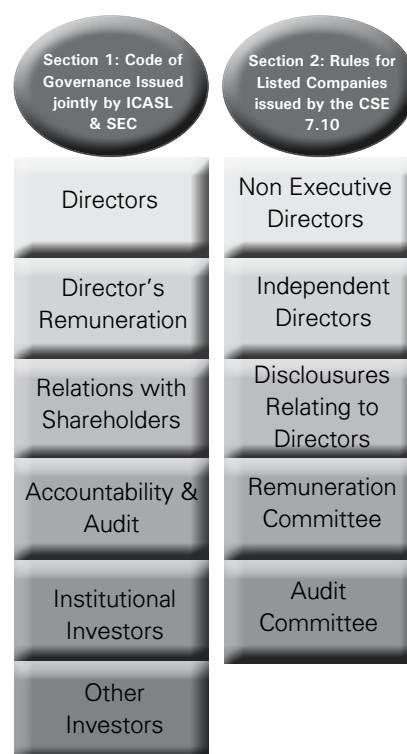 Section 1: Code of
Governance Issued
jointly by ICASL
& SEC
Directors
Director's
Remuneration
Relations with
Shareholders
Accountability &
Audit
Institutional
Investors
Other
Investors
Section 2: Rules for
Listed Companies
issued by the CSE
7.10
Non Executive
Directors
Independent
Directors
Disclousures
Relating to
Directors
Remuneration
Committee
Audit
Committee